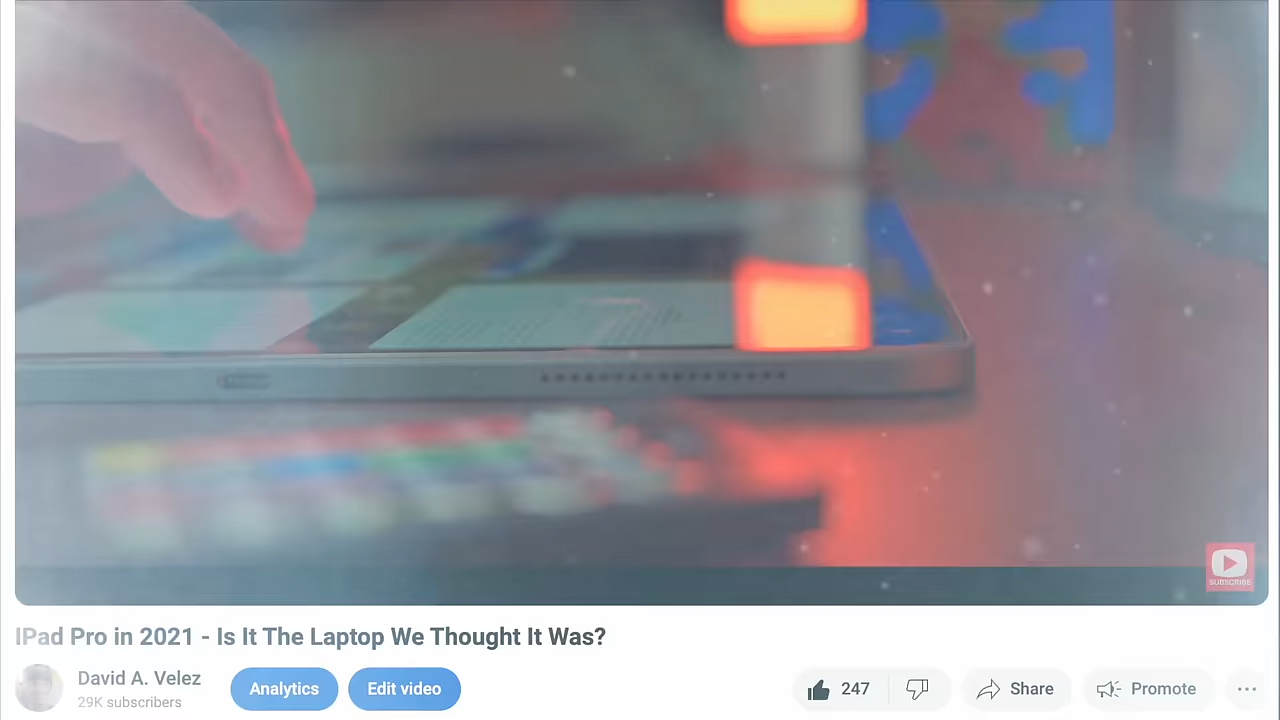 SUBSCRIBE
IPad Pro in 2021 - Is It The Laptop We Thought It Was?
David A. Velez
29K subscribers
Analytics
Edit video
247
Share
Promote